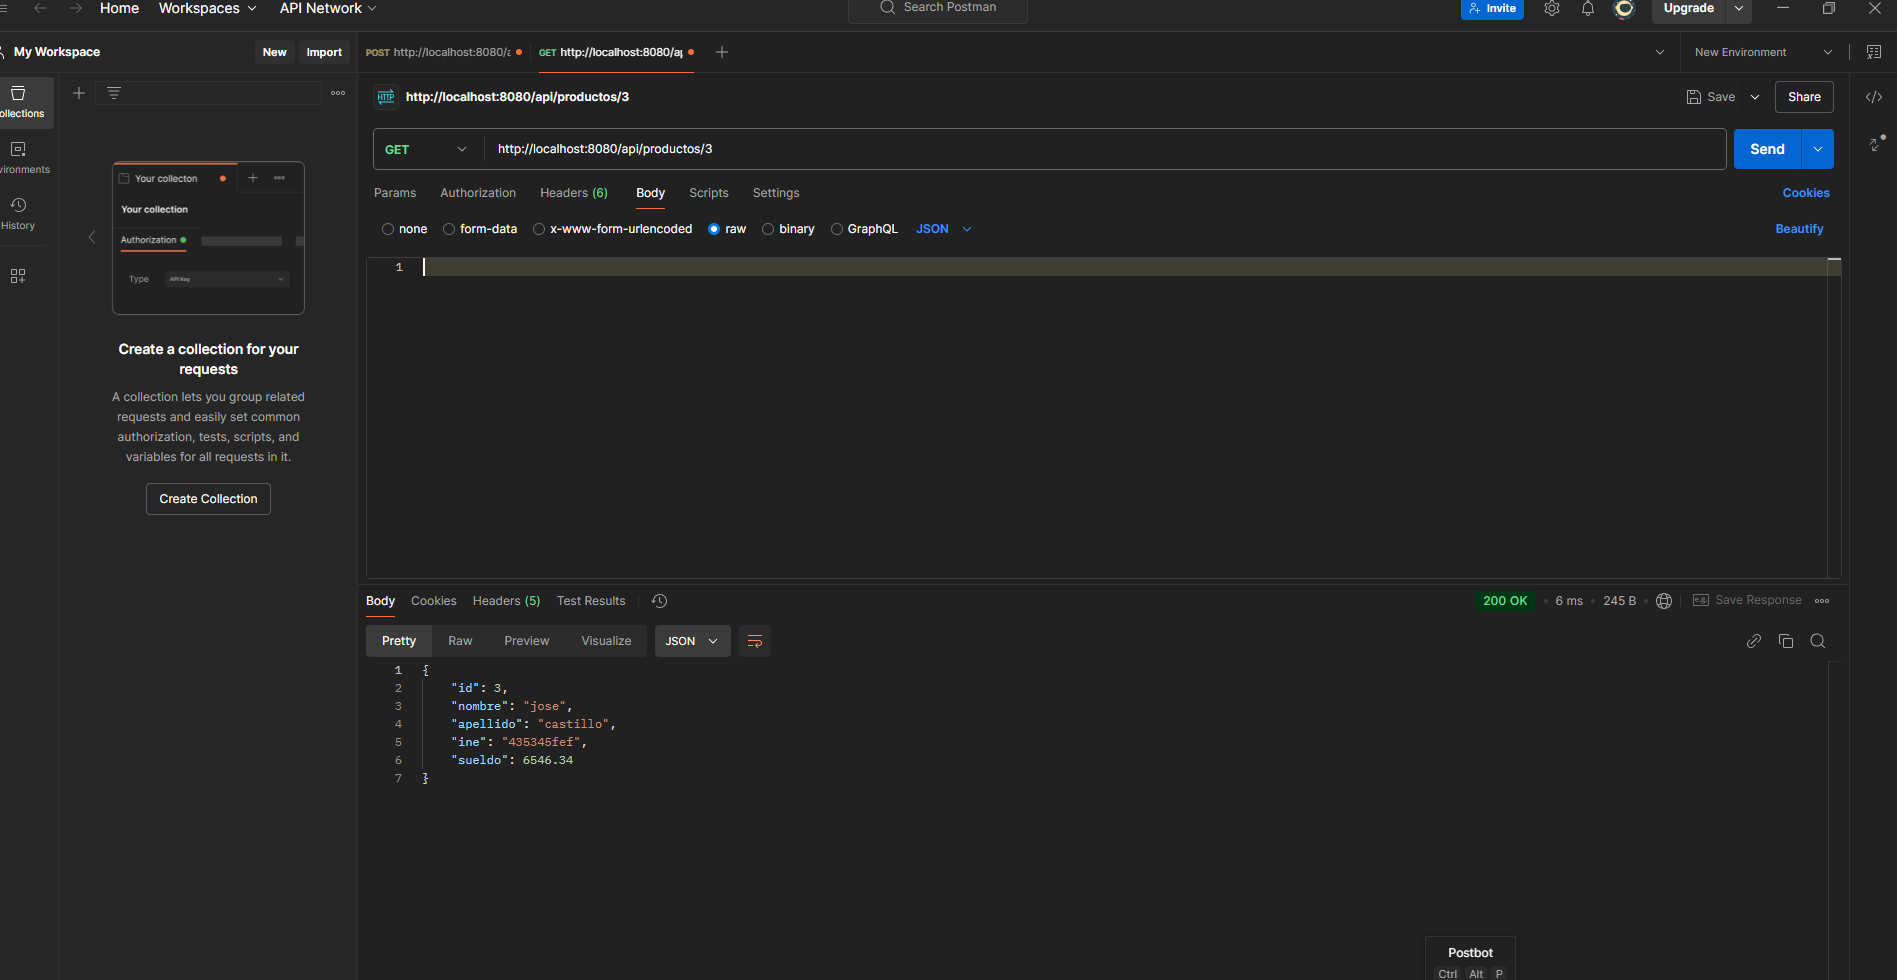 Home Workspaces API Network Search Postman Invite Upgrade
My Workspace New Import POST http://localhost:8080/a GET http://localhost:8080/ap New Environment
ollections
vironments
History
Your collecton
Your collection
Authorization
Type API Key
Create a collection for your
requests
A collection lets you group related
requests and easily set common
authorization, tests, scripts, and
variables for all requests in it.
Create Collection
HTTP http://localhost:8080/api/productos/3 Save Share
GET http://localhost:8080/api/productos/3 Send
Params Authorization Headers (6) Body Scripts Settings Cookies
none form-data x-www-form-urlencoded raw binary GraphQL JSON Beautify
1
Body Cookies Headers (5) Test Results 200 OK 6 ms 245 B e.g. Save Response
Pretty Raw Preview Visualize JSON
1 {
2 "id": 3,
3 "nombre": "jose",
4 "apellido": "castillo",
5 "ine": "435345fef",
6 "sueldo": 6546.34
7 }
Postbot
Ctrl Alt P